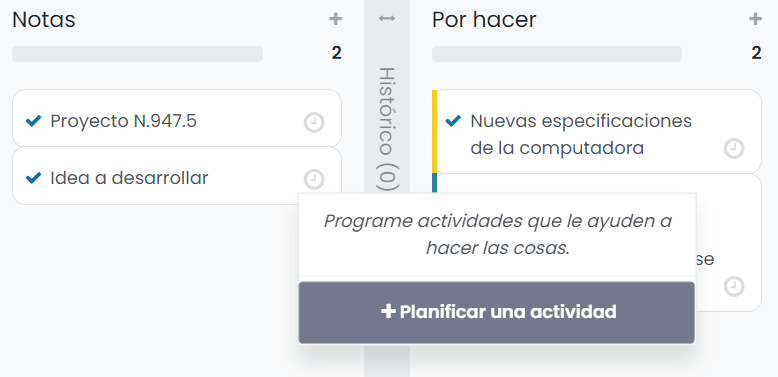 Notas
2
Proyecto N.947.5
Idea a desarrollar
Histórico (0)
Por hacer
2
Nuevas especificaciones
de la computadora
se
Programe actividades que le ayuden a
hacer las cosas.
Planificar una actividad